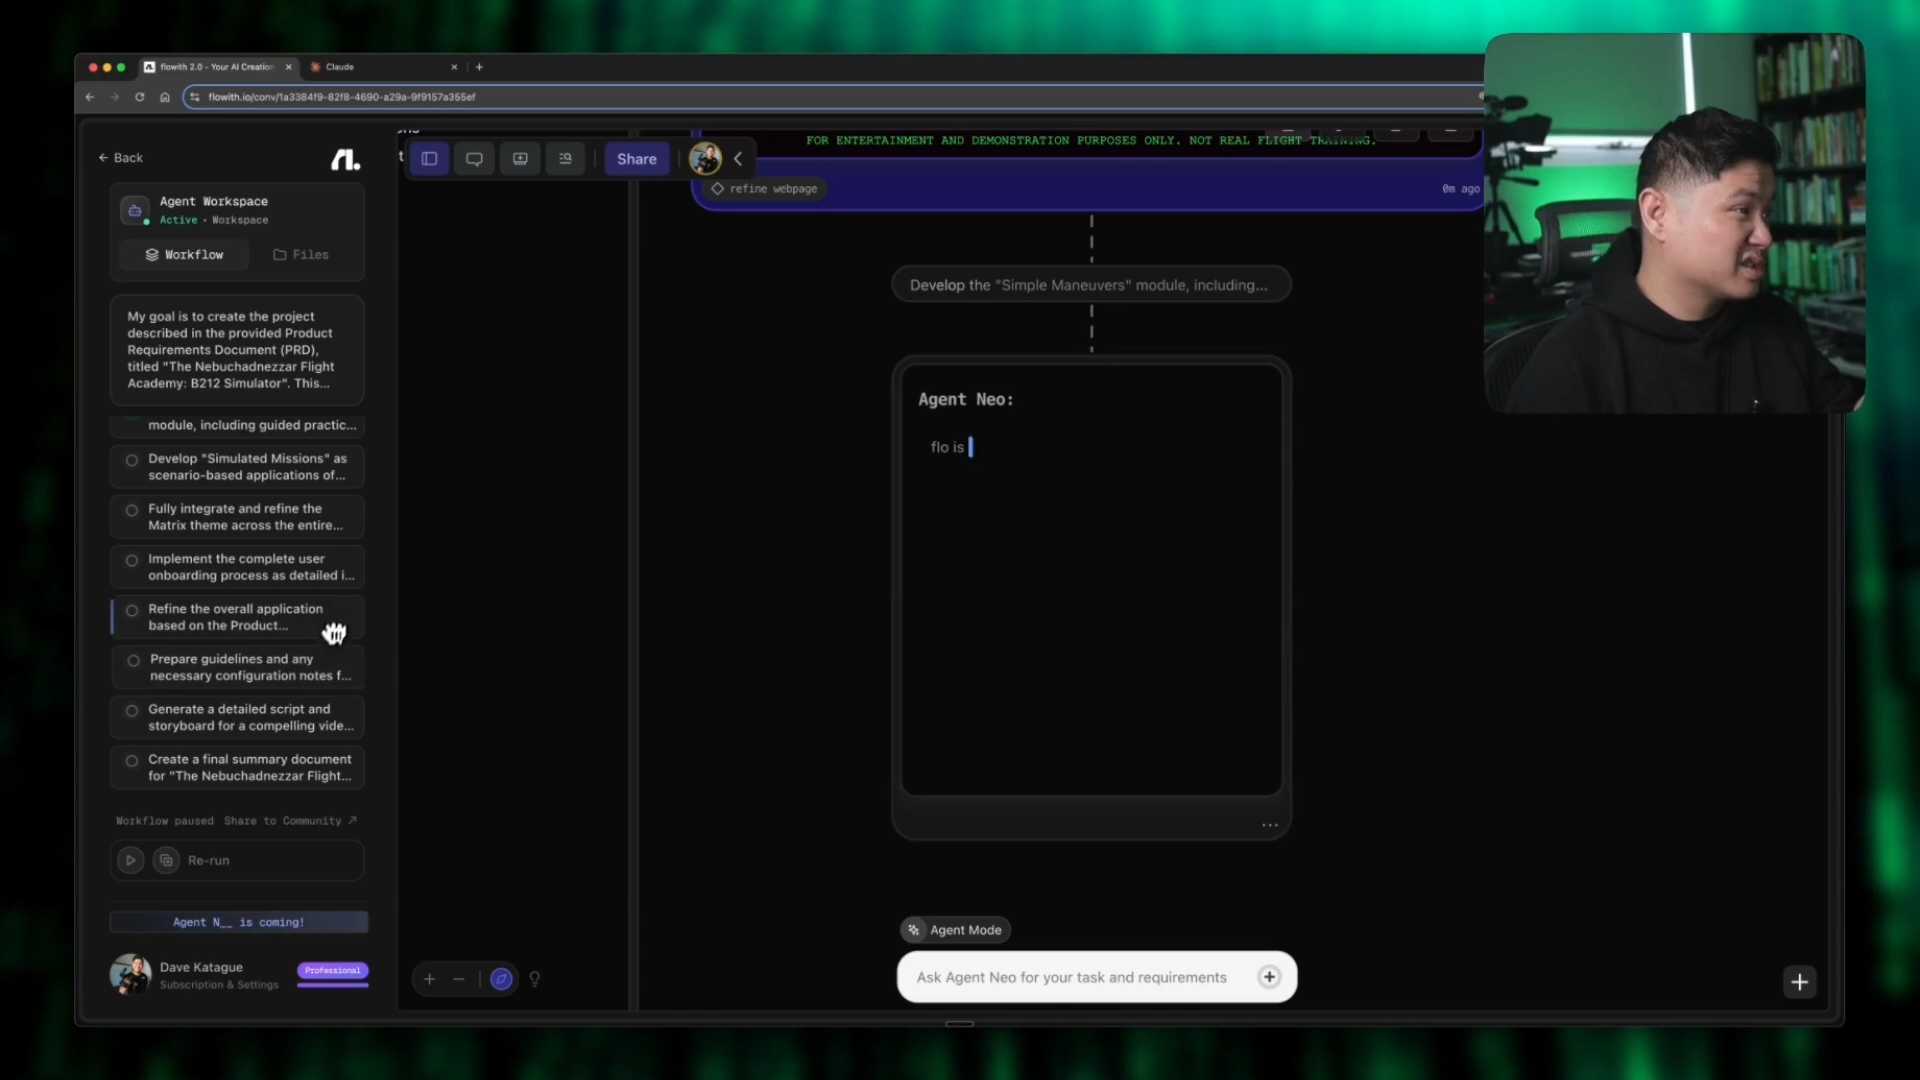 flowith 2.0 - Your AI Creation
Claude
flowith.io/conv/1a3384f9-82f8-4690-a29a-9f9157a355ef
Back
Agent Workspace
Active • Workspace
Workflow
Files
My goal is to create the project
described in the provided Product
Requirements Document (PRD),
titled "The Nebuchadnezzar Flight
Academy: B212 Simulator". This...
module, including guided practic...
Develop "Simulated Missions" as
scenario-based applications of...
Fully integrate and refine the
Matrix theme across the entire...
Implement the complete user
onboarding process as detailed i...
Refine the overall application
based on the Product...
Prepare guidelines and any
necessary configuration notes f...
Generate a detailed script and
storyboard for a compelling vide...
Create a final summary document
for "The Nebuchadnezzar Flight...
Workflow paused
Share to Community ↗
Re-run
Agent N__ is coming!
Dave Katague
Professional
Subscription & Settings
Share
FOR ENTERTAINMENT AND DEMONSTRATION PURPOSES ONLY. NOT REAL FLIGHT TRAINING.
refine webpage
0m ago
Develop the "Simple Maneuvers" module, including...
Agent Neo:
flo is
...
Agent Mode
Ask Agent Neo for your task and requirements